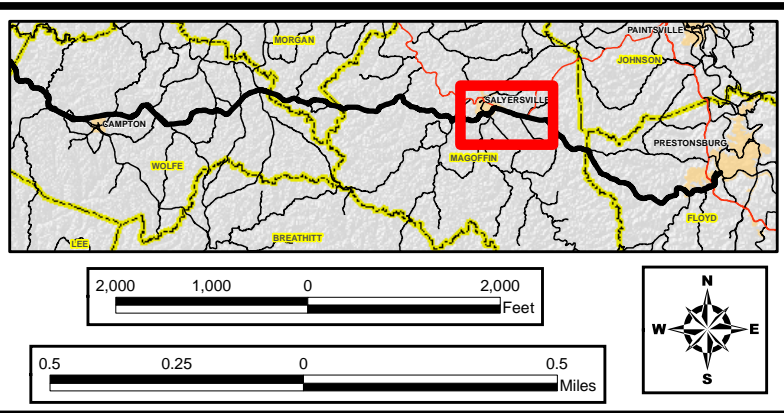 PAINTSVILLE
MORGAN
JOHNSON
SALYERSVILLE
CAMPTON
PRESTONSBURG
WOLFE
MAGOFFIN
FLOYD
LEE
BREATHITT
2,000 1,000 0 2,000
Feet
0.5 0.25 0 0.5
Miles
N
W E
S